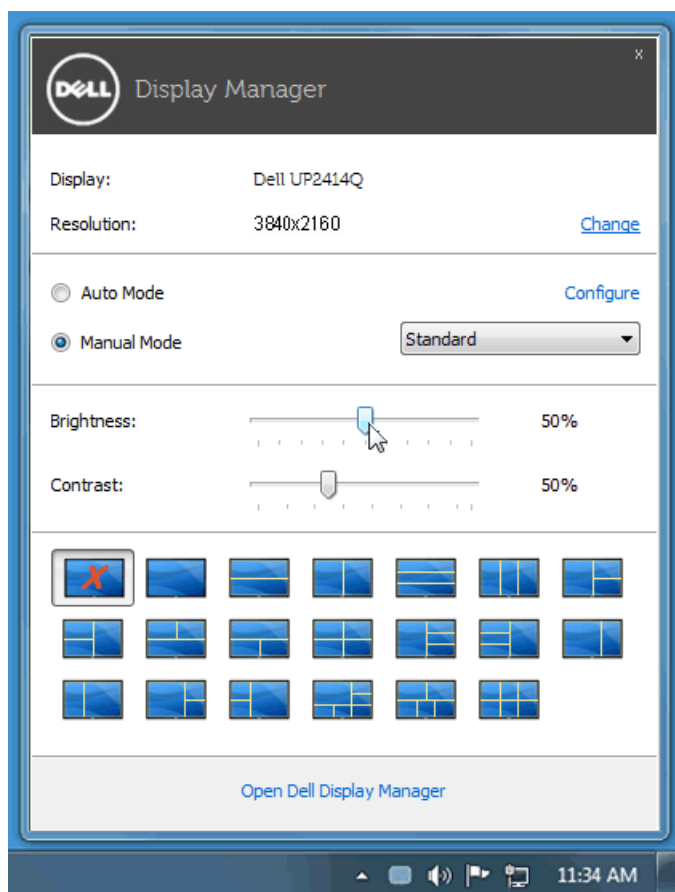 x
DELL Display Manager
Display: Dell UP2414Q
Resolution: 3840x2160 Change
Auto Mode Configure
Manual Mode Standard
Brightness: 50%
Contrast: 50%
X
Open Dell Display Manager
11:34 AM